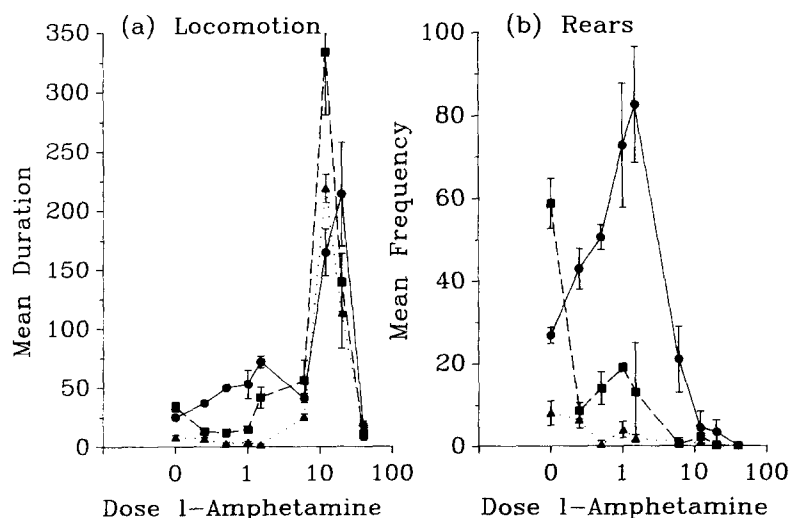 (a) Locomotion
Mean Duration
350
300
250
200
150
100
50
0
0 1 10 100
Dose l-Amphetamine
(b) Rears
Mean Frequency
100
80
60
40
20
0
0 1 10 100
Dose l-Amphetamine